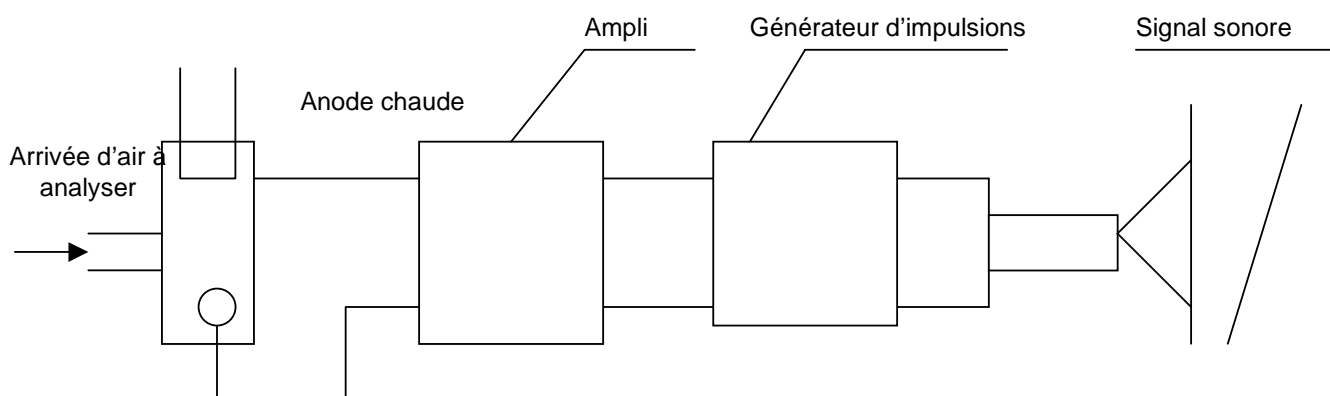 Ampli
Générateur d’impulsions
Signal sonore
Anode chaude
Arrivée d’air à
analyser